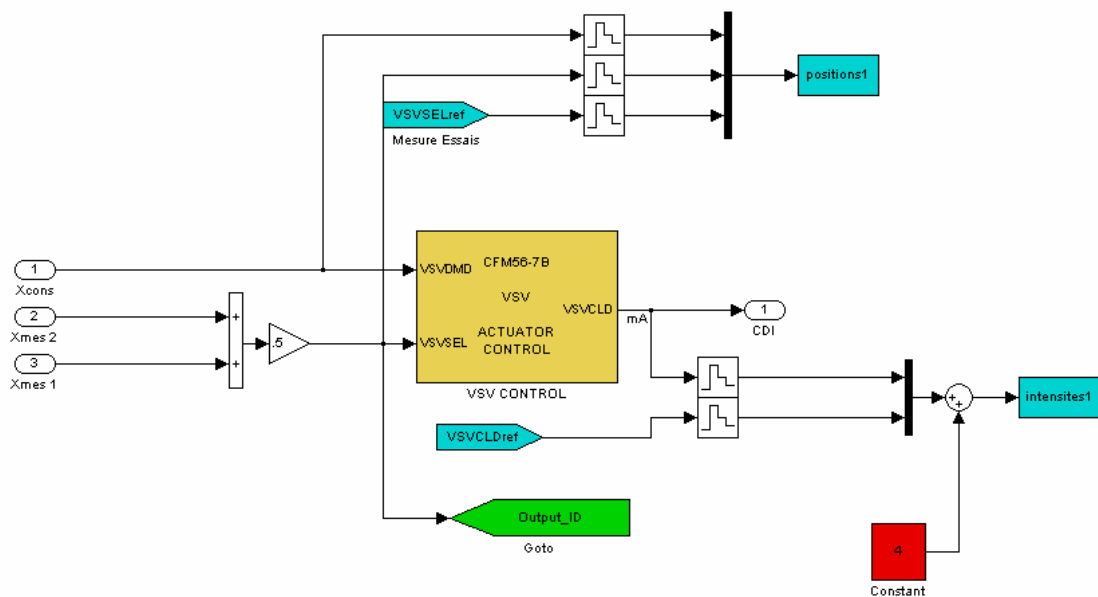 positions1
VSVSELref
Mesure Essais
1
Xcons
VSVDMD
CFM56-7B
VSV
VSVCLD
mA
1
CDI
2
Xmes 2
+
.5
VSVSEL
ACTUATOR
CONTROL
3
Xmes 1
+
VSV CONTROL
+
+
intensites1
VSVCLDref
Output_ID
Goto
4
Constant